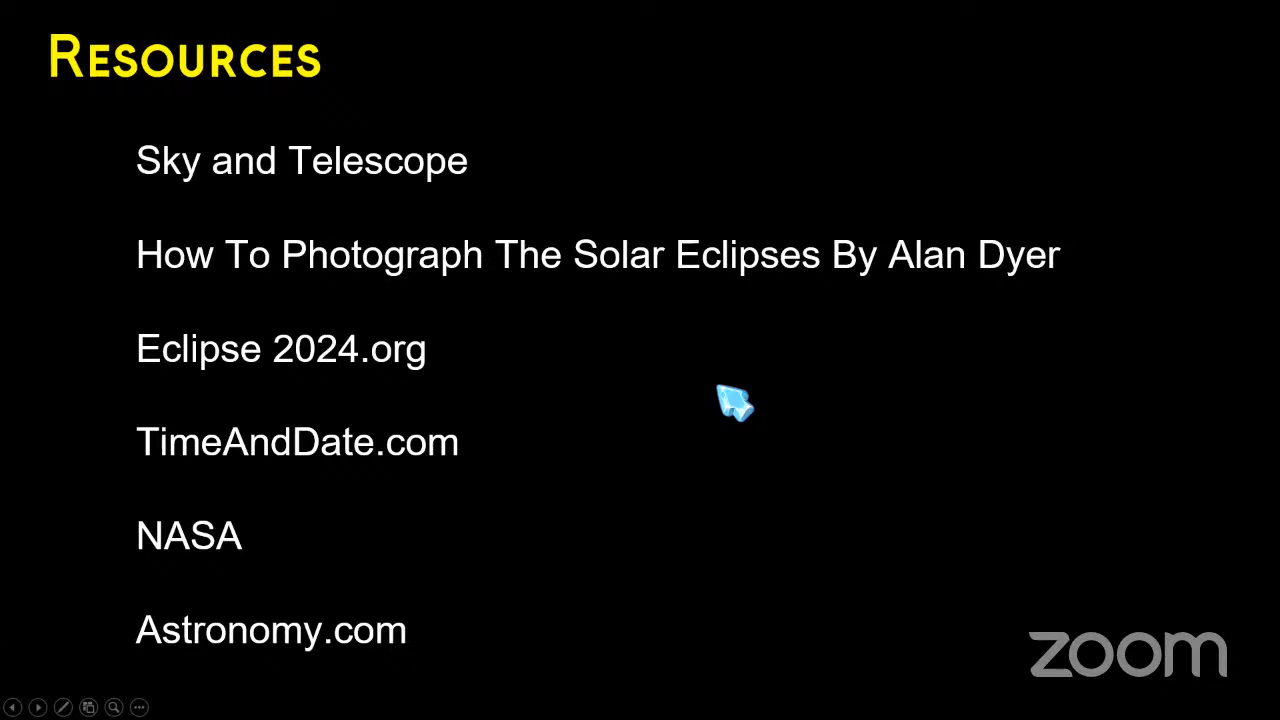 Resources
Sky and Telescope
How To Photograph The Solar Eclipses By Alan Dyer
Eclipse 2024.org
TimeAndDate.com
NASA
Astronomy.com
zoom